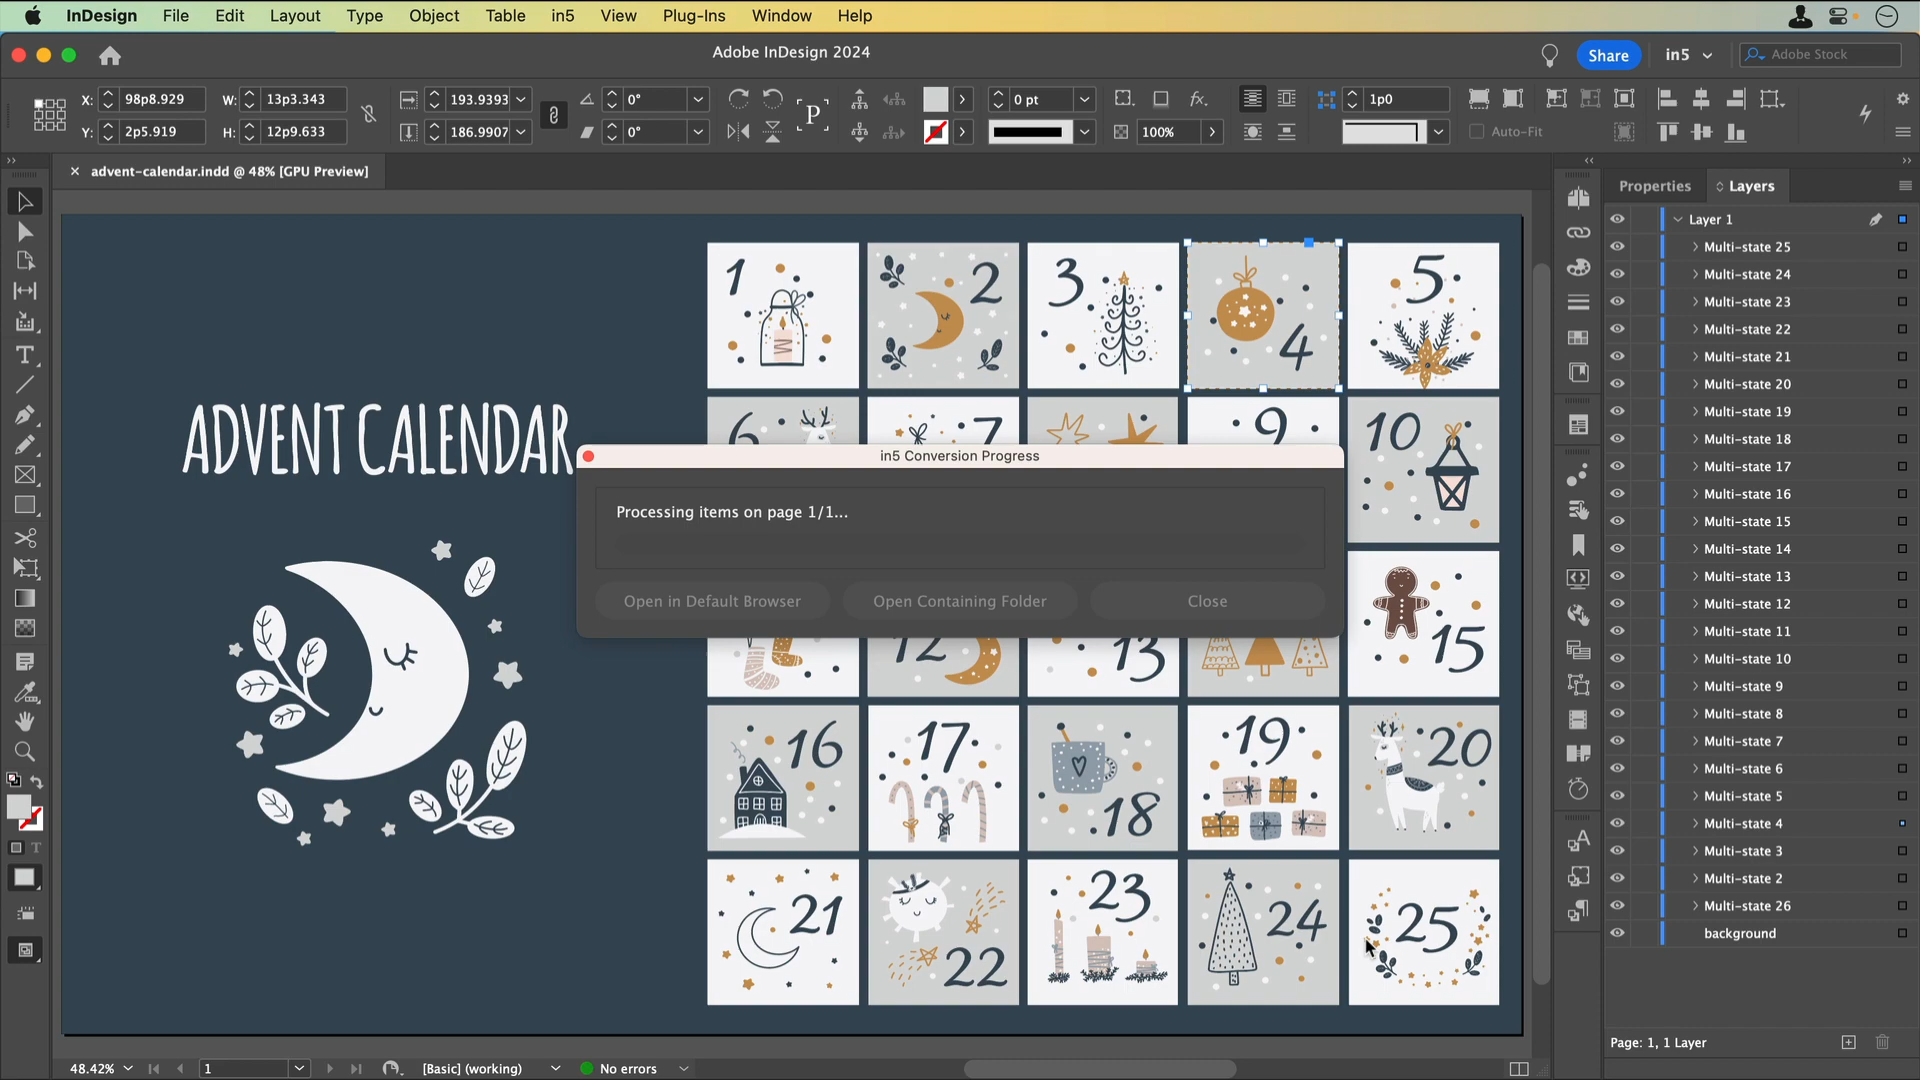 InDesign File Edit Layout Type Object Table in5 View Plug-Ins Window Help
Adobe InDesign 2024
Share
in5
Adobe Stock
X: 98p8.929
W: 13p3.343
193.9393
0°
0 pt
1p0
Y: 2p5.919
H: 12p9.633
186.9907
0°
100%
Auto-Fit
advent-calendar.indd @ 48% [GPU Preview]
ADVENT CALENDAR
1
2
3
4
5
6
7
9
10
12
13
15
16
17
18
19
20
21
22
23
24
25
in5 Conversion Progress
Processing items on page 1/1...
Open in Default Browser
Open Containing Folder
Close
Properties
Layers
Layer 1
Multi-state 25
Multi-state 24
Multi-state 23
Multi-state 22
Multi-state 21
Multi-state 20
Multi-state 19
Multi-state 18
Multi-state 17
Multi-state 16
Multi-state 15
Multi-state 14
Multi-state 13
Multi-state 12
Multi-state 11
Multi-state 10
Multi-state 9
Multi-state 8
Multi-state 7
Multi-state 6
Multi-state 5
Multi-state 4
Multi-state 3
Multi-state 2
Multi-state 26
background
Page: 1, 1 Layer
48.42%
1
[Basic] (working)
No errors